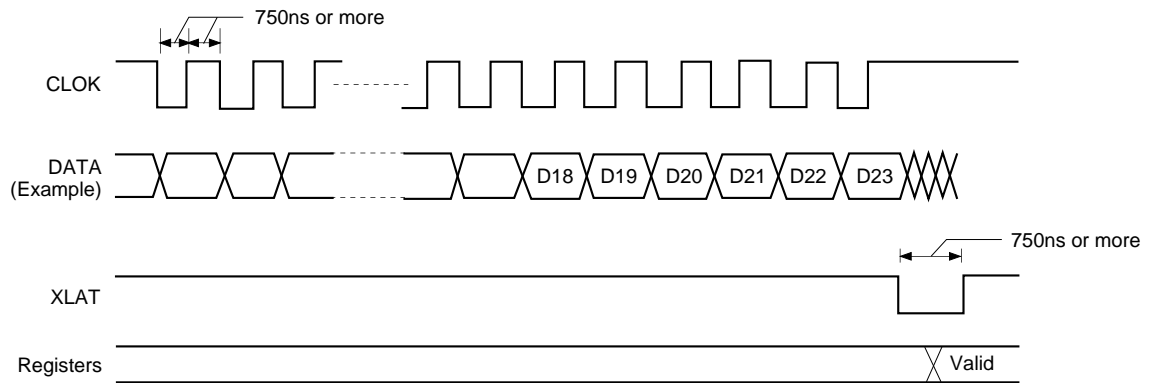 750ns or more
CLOK
DATA
(Example)
D18 D19 D20 D21 D22 D23
750ns or more
XLAT
Registers
Valid